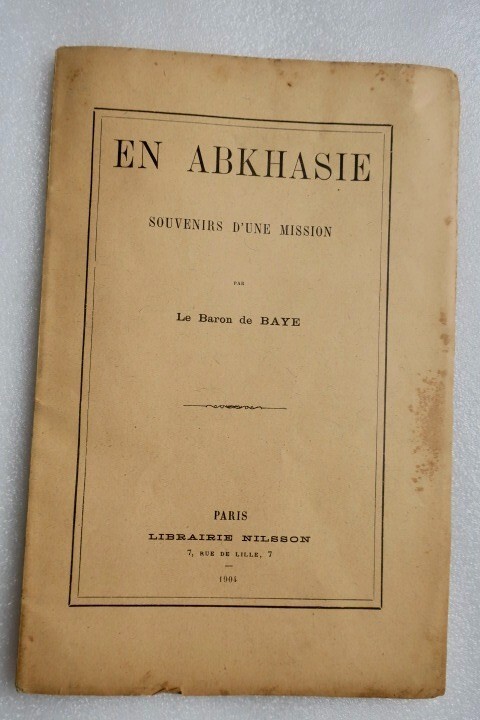 EN ABKHASIE
SOUVENIRS D'UNE MISSION
PAR
Le Baron de BAYE
PARIS
LIBRAIRIE NILSSON
7, RUE DE LILLE, 7
1904